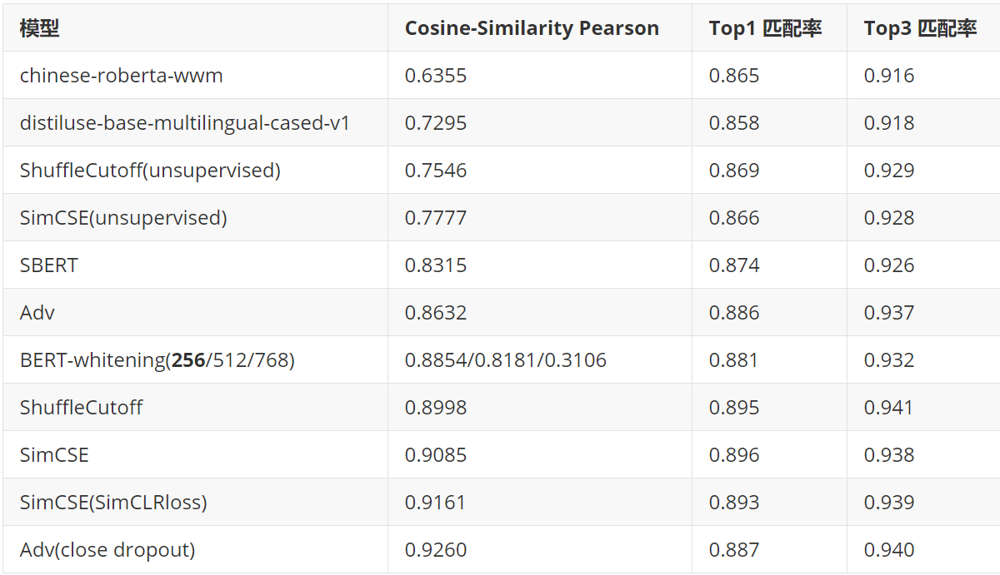 模型 Cosine-Similarity Pearson Top1 匹配率 Top3 匹配率
chinese-roberta-wwm 0.6355 0.865 0.916
distiluse-base-multilingual-cased-v1 0.7295 0.858 0.918
ShuffleCutoff(unsupervised) 0.7546 0.869 0.929
SimCSE(unsupervised) 0.7777 0.866 0.928
SBERT 0.8315 0.874 0.926
Adv 0.8632 0.886 0.937
BERT-whitening(256/512/768) 0.8854/0.8181/0.3106 0.881 0.932
ShuffleCutoff 0.8998 0.895 0.941
SimCSE 0.9085 0.896 0.938
SimCSE(SimCLRloss) 0.9161 0.893 0.939
Adv(close dropout) 0.9260 0.887 0.940